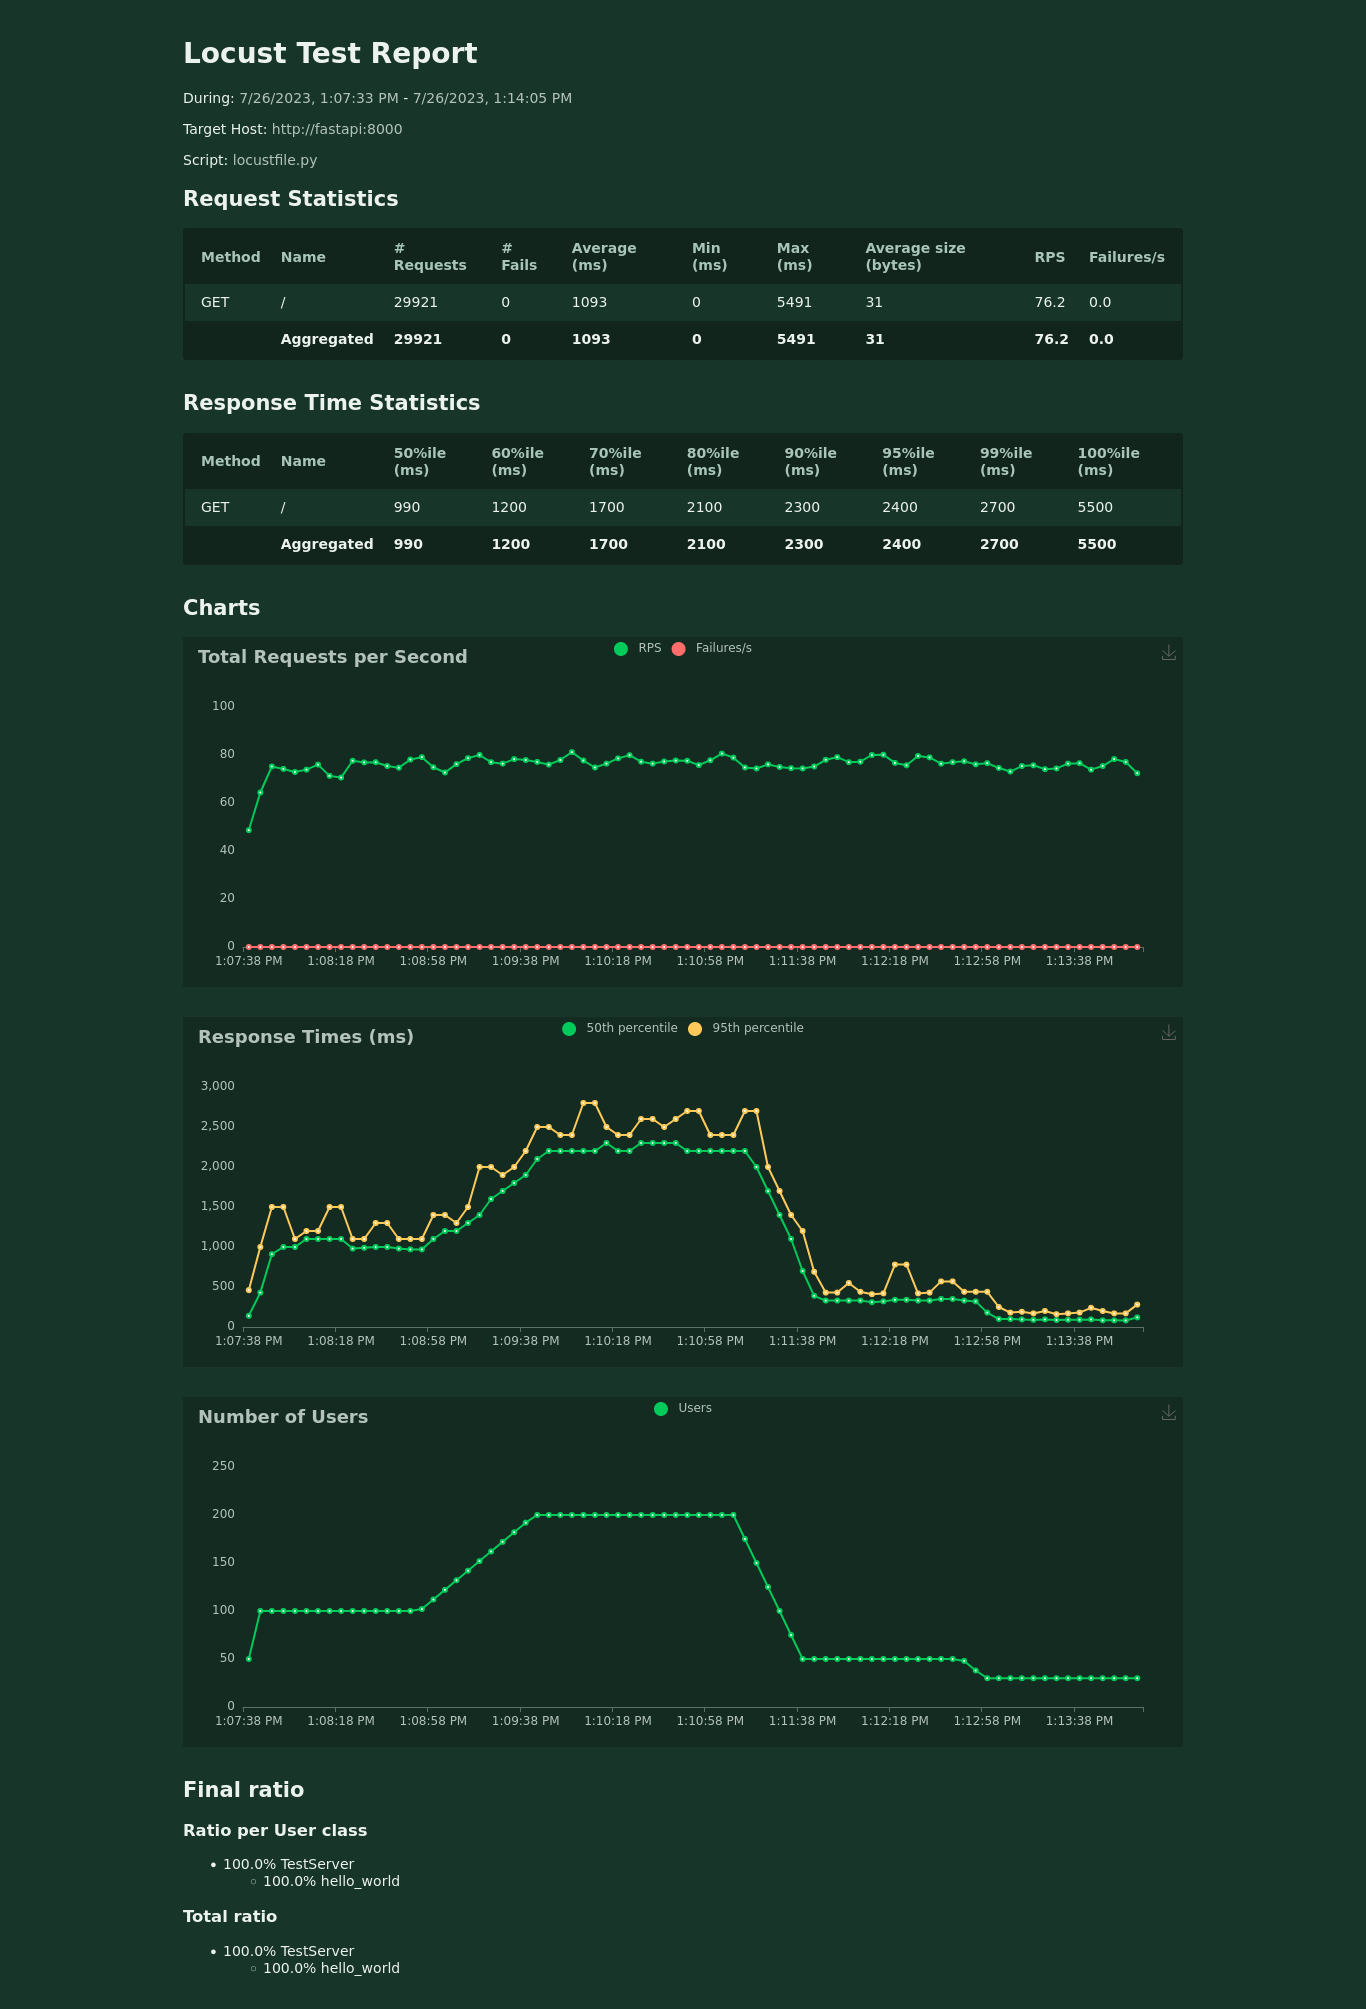 Locust Test Report
During: 7/26/2023, 1:07:33 PM - 7/26/2023, 1:14:05 PM
Target Host: http://fastapi:8000
Script: locustfile.py
Request Statistics
Method Name # Requests # Fails Average (ms) Min (ms) Max (ms) Average size (bytes) RPS Failures/s
GET / 29921 0 1093 0 5491 31 76.2 0.0
Aggregated 29921 0 1093 0 5491 31 76.2 0.0
Response Time Statistics
Method Name 50%ile (ms) 60%ile (ms) 70%ile (ms) 80%ile (ms) 90%ile (ms) 95%ile (ms) 99%ile (ms) 100%ile (ms)
GET / 990 1200 1700 2100 2300 2400 2700 5500
Aggregated 990 1200 1700 2100 2300 2400 2700 5500
Charts
Total Requests per Second
RPS Failures/s
100
80
60
40
20
0
1:07:38 PM 1:08:18 PM 1:08:58 PM 1:09:38 PM 1:10:18 PM 1:10:58 PM 1:11:38 PM 1:12:18 PM 1:12:58 PM 1:13:38 PM
Response Times (ms)
50th percentile 95th percentile
3,000
2,500
2,000
1,500
1,000
500
0
1:07:38 PM 1:08:18 PM 1:08:58 PM 1:09:38 PM 1:10:18 PM 1:10:58 PM 1:11:38 PM 1:12:18 PM 1:12:58 PM 1:13:38 PM
Number of Users
Users
250
200
150
100
50
0
1:07:38 PM 1:08:18 PM 1:08:58 PM 1:09:38 PM 1:10:18 PM 1:10:58 PM 1:11:38 PM 1:12:18 PM 1:12:58 PM 1:13:38 PM
Final ratio
Ratio per User class
• 100.0% TestServer
◦ 100.0% hello_world
Total ratio
• 100.0% TestServer
◦ 100.0% hello_world